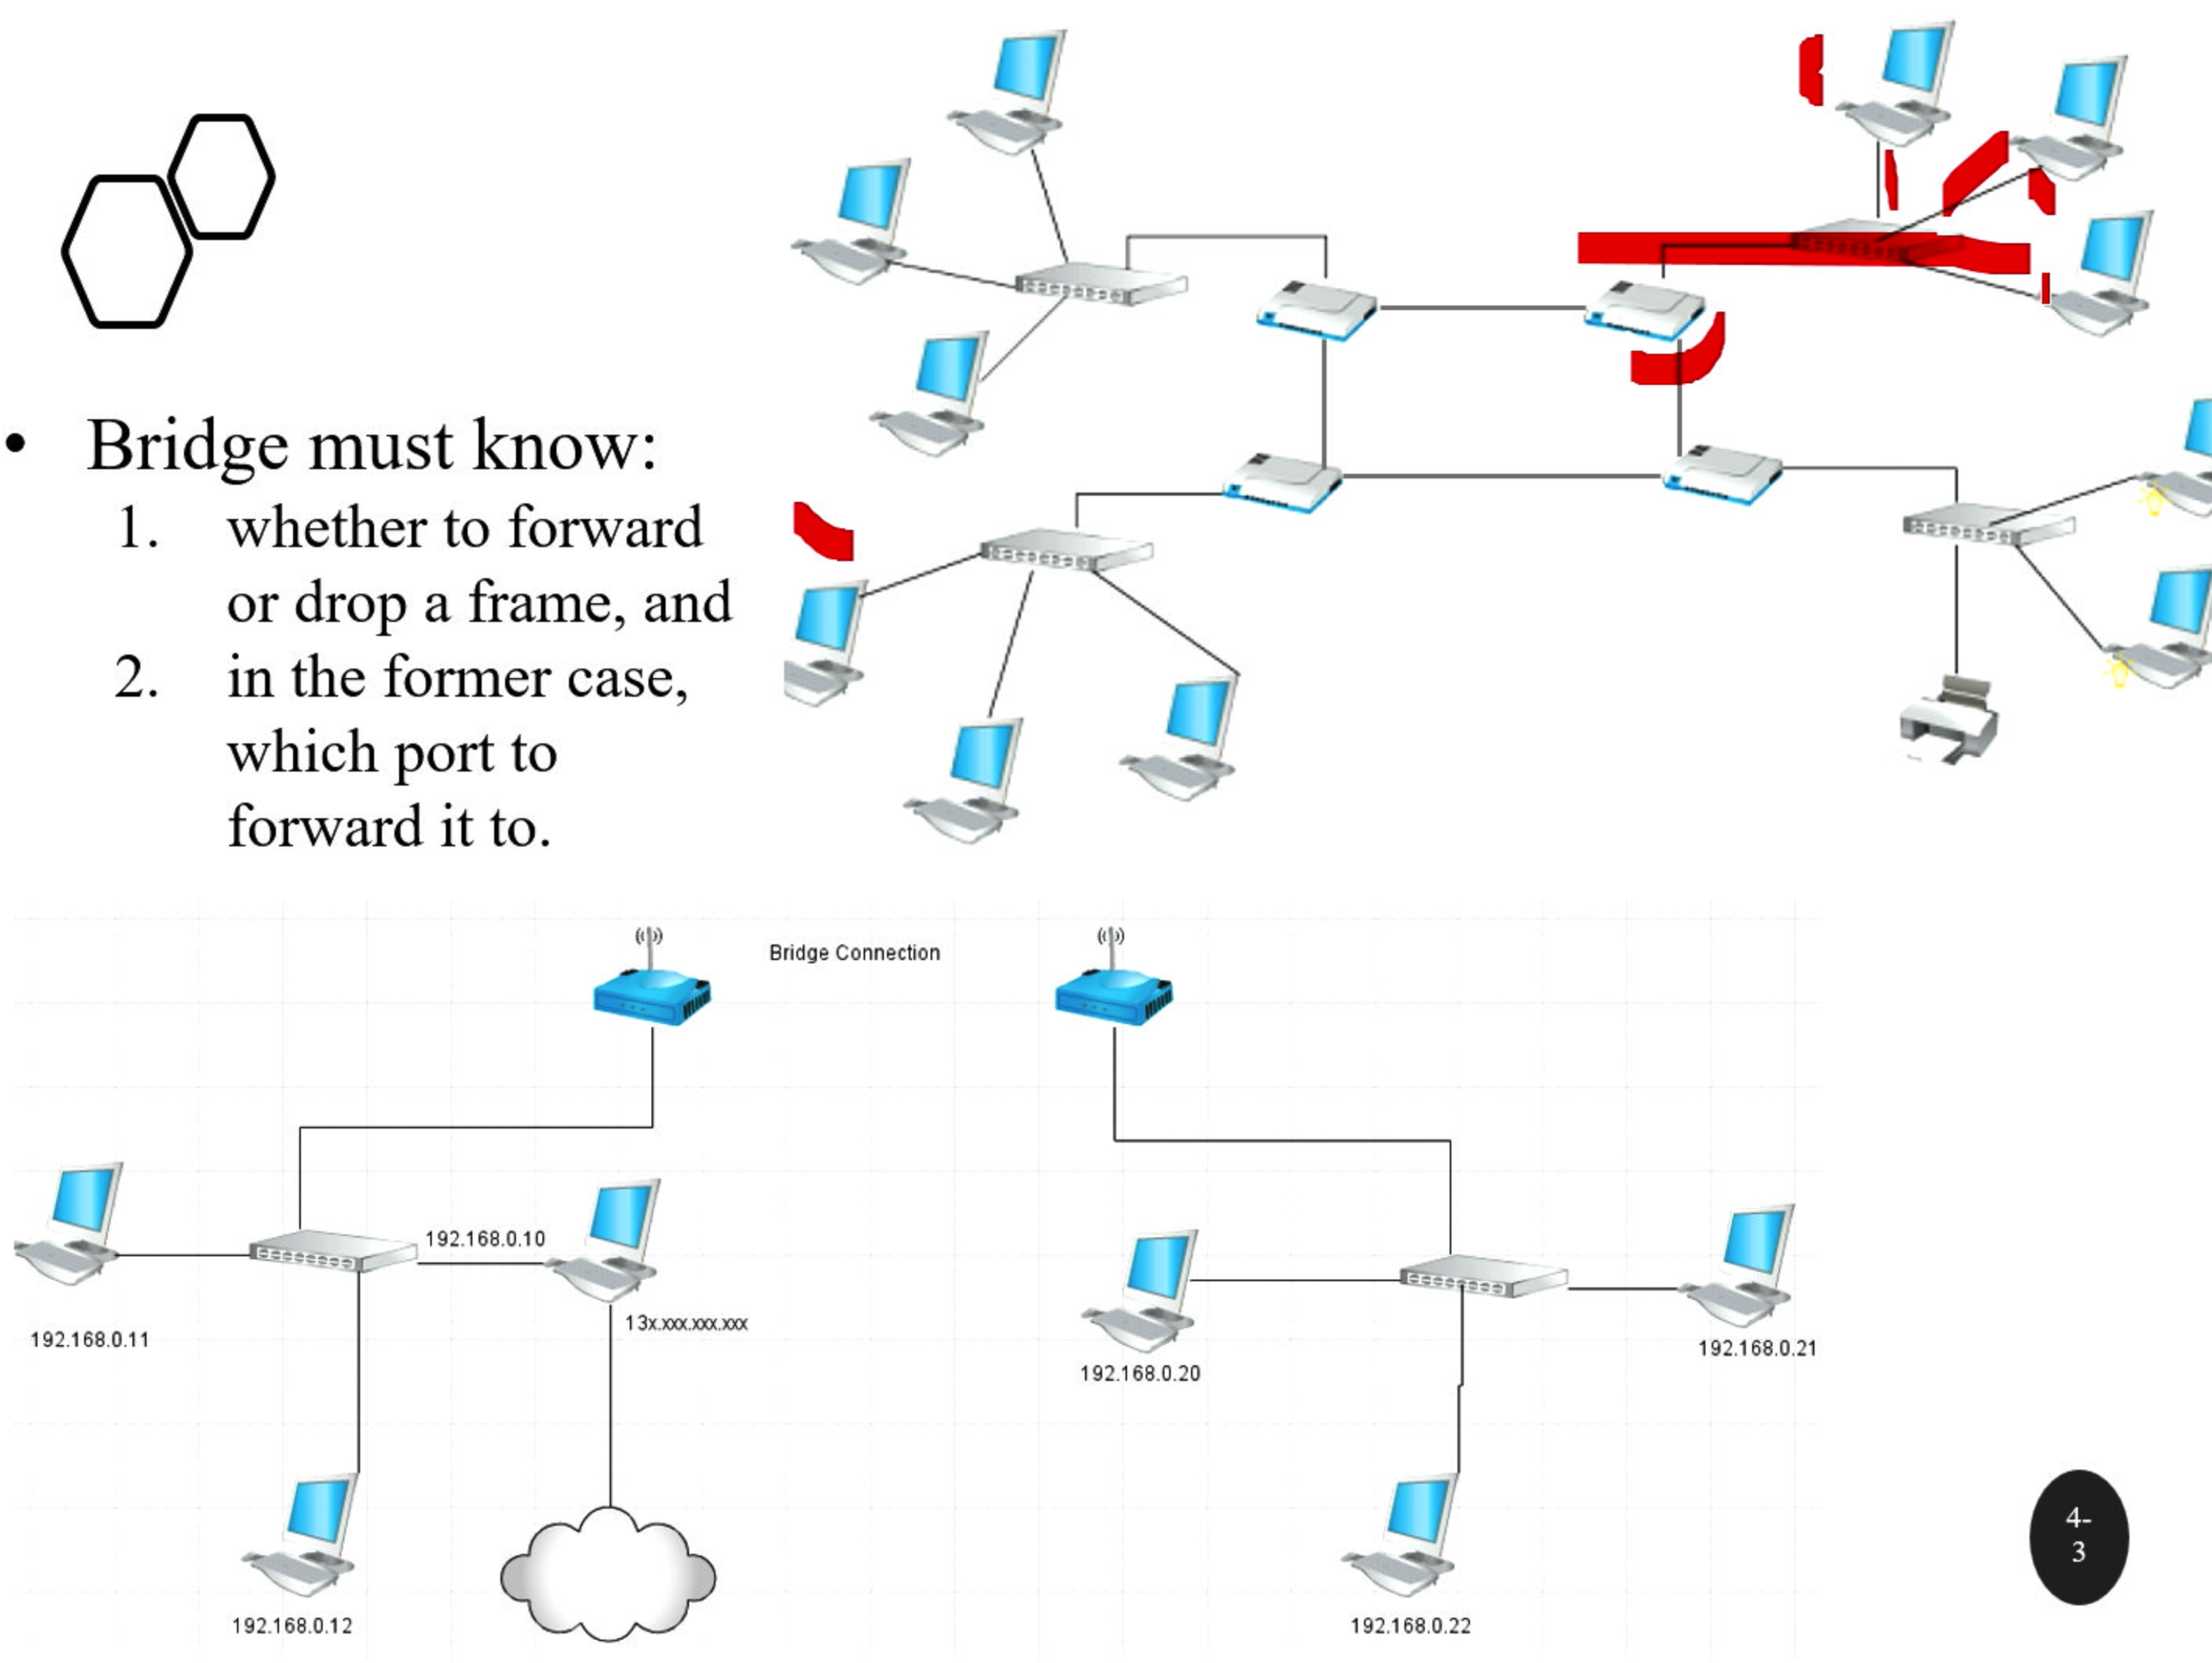 • Bridge must know:
1. whether to forward
or drop a frame, and
2. in the former case,
which port to
forward it to.
Bridge Connection
192.168.0.10
13x.xxx.xxx.xxx
192.168.0.11
192.168.0.21
192.168.0.20
192.168.0.12
192.168.0.22
4-
3